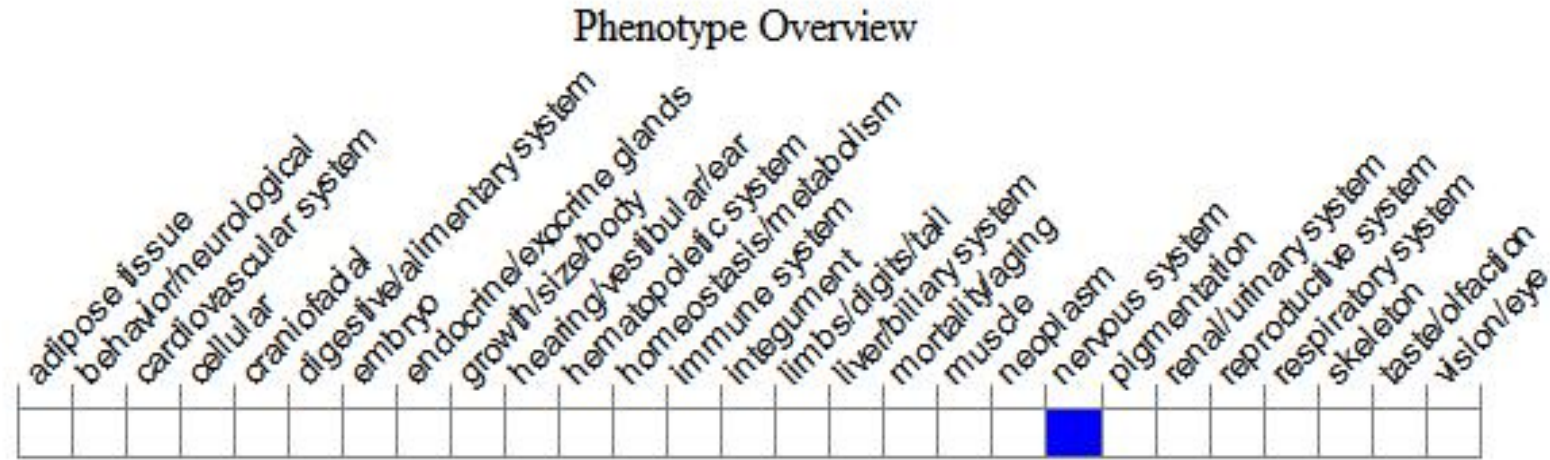 Phenotype Overview
adipose tissue
behavior/neurological
cardiovascular system
cellular
craniofacial
digestive/alimentary system
embryo
endocrine/exocrine glands
growth/size/body
hearing/vestibular/ear
hematopoietic system
homeostasis/metabolism
immune system
integument
limbs/digits/tail
liver/biliary system
mortality/aging
muscle
neoplasm
nervous system
pigmentation
renal/urinary system
reproductive system
respiratory system
skeleton
taste/olfaction
vision/eye